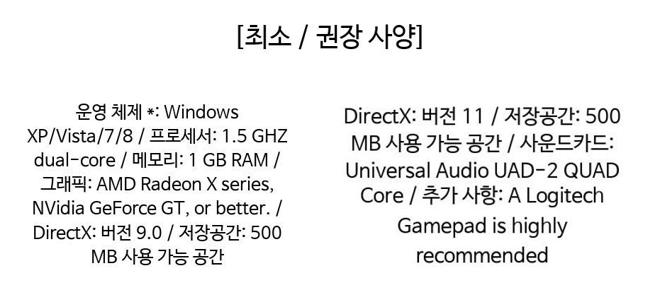 [최소 / 권장 사양]
운영 체제 *: Windows
XP/Vista/7/8 / 프로세서: 1.5 GHZ
dual-core / 메모리: 1 GB RAM /
그래픽: AMD Radeon X series,
NVidia GeForce GT, or better. /
DirectX: 버전 9.0 / 저장공간: 500
MB 사용 가능 공간
DirectX: 버전 11 / 저장공간: 500
MB 사용 가능 공간 / 사운드카드:
Universal Audio UAD-2 QUAD
Core / 추가 사항: A Logitech
Gamepad is highly
recommended